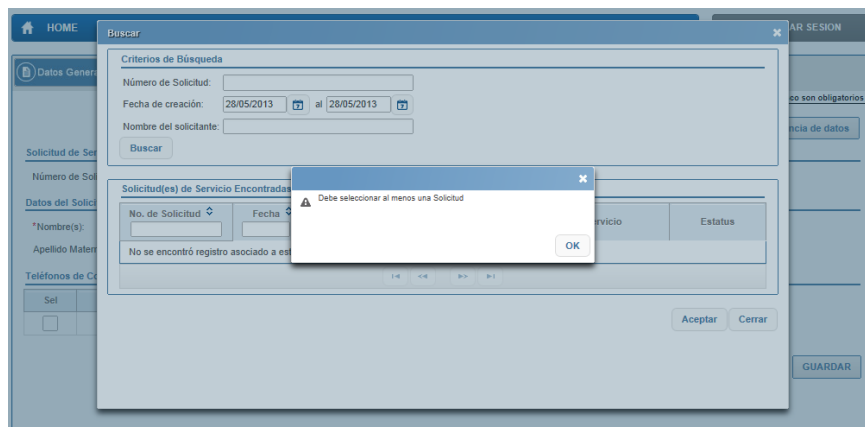 HOME
AR SESION
Buscar
Datos Genera
Criterios de Búsqueda
Número de Solicitud:
Fecha de creación: 28/05/2013 al 28/05/2013
co son obligatorios
Nombre del solicitante:
ncia de datos
Buscar
Solicitud de Ser
Número de Soli
Solicitud(es) de Servicio Encontradas
Debe seleccionar al menos una Solicitud
OK
Datos del Solici
No. de Solicitud Fecha rvicio Estatus
*Nombre(s):
Apellido Matern
No se encontró registro asociado a est
Teléfonos de Co
Sel
Aceptar Cerrar
GUARDAR